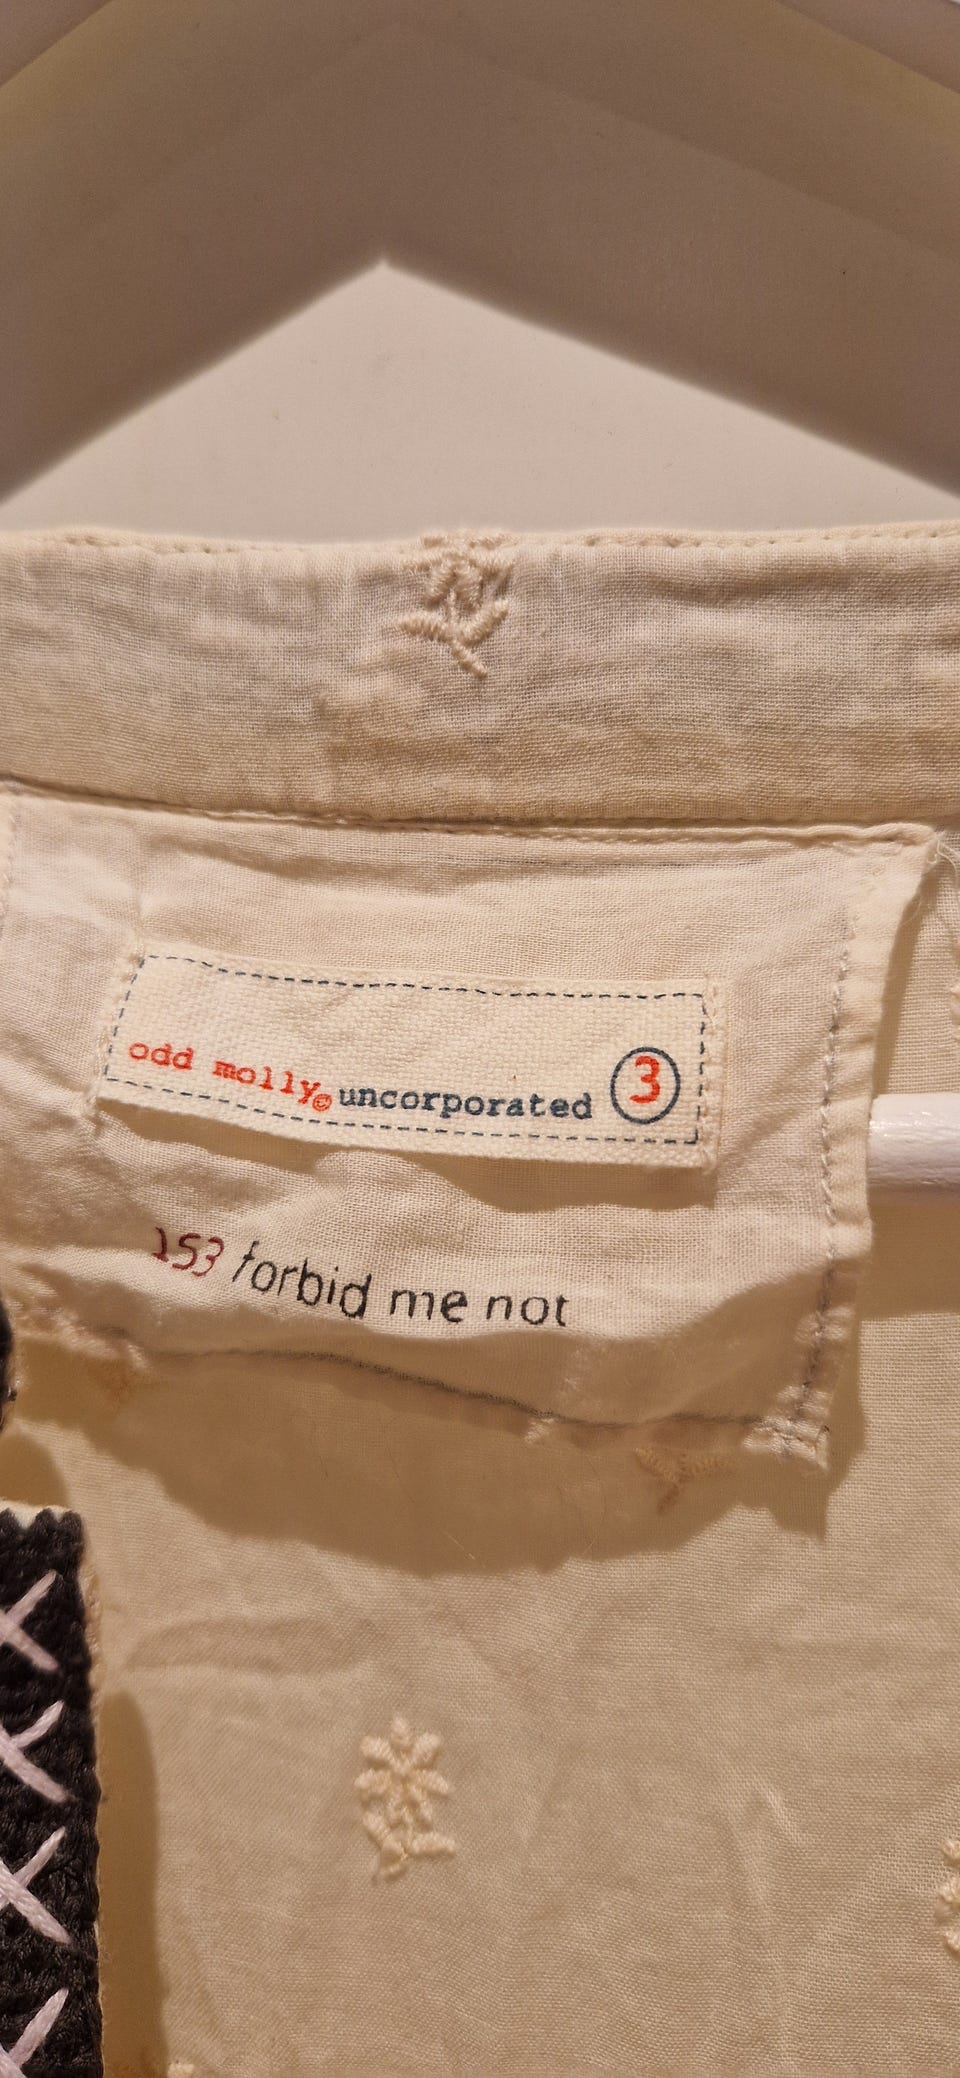 odd molly© uncorporated 3
153 forbid me not